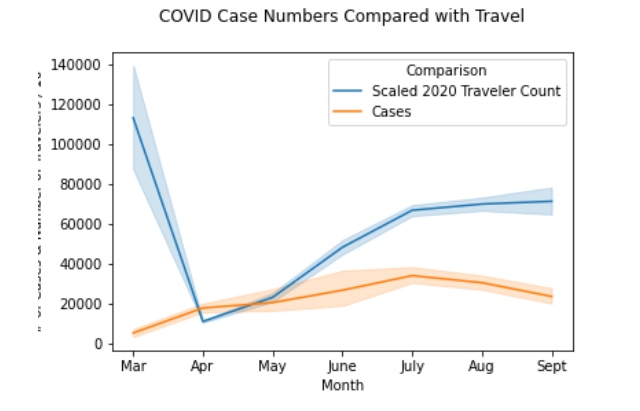 COVID Case Numbers Compared with Travel
140000
120000
100000
80000
60000
40000
20000
0
Comparison
Scaled 2020 Traveler Count
Cases
Mar Apr May June July Aug Sept
Month